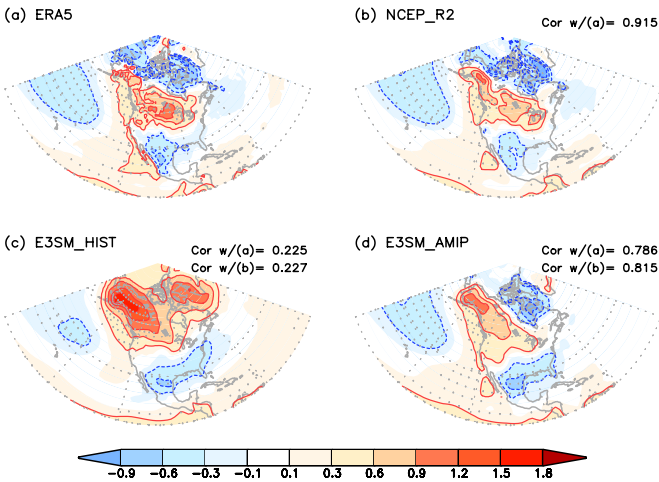 (a) ERA5
(b) NCEP_R2
Cor w/(a)= 0.915
(c) E3SM_HIST
Cor w/(a)= 0.225
Cor w/(b)= 0.227
(d) E3SM_AMIP
Cor w/(a)= 0.786
Cor w/(b)= 0.815
-0.9 -0.6 -0.3 -0.1 0.1 0.3 0.6 0.9 1.2 1.5 1.8